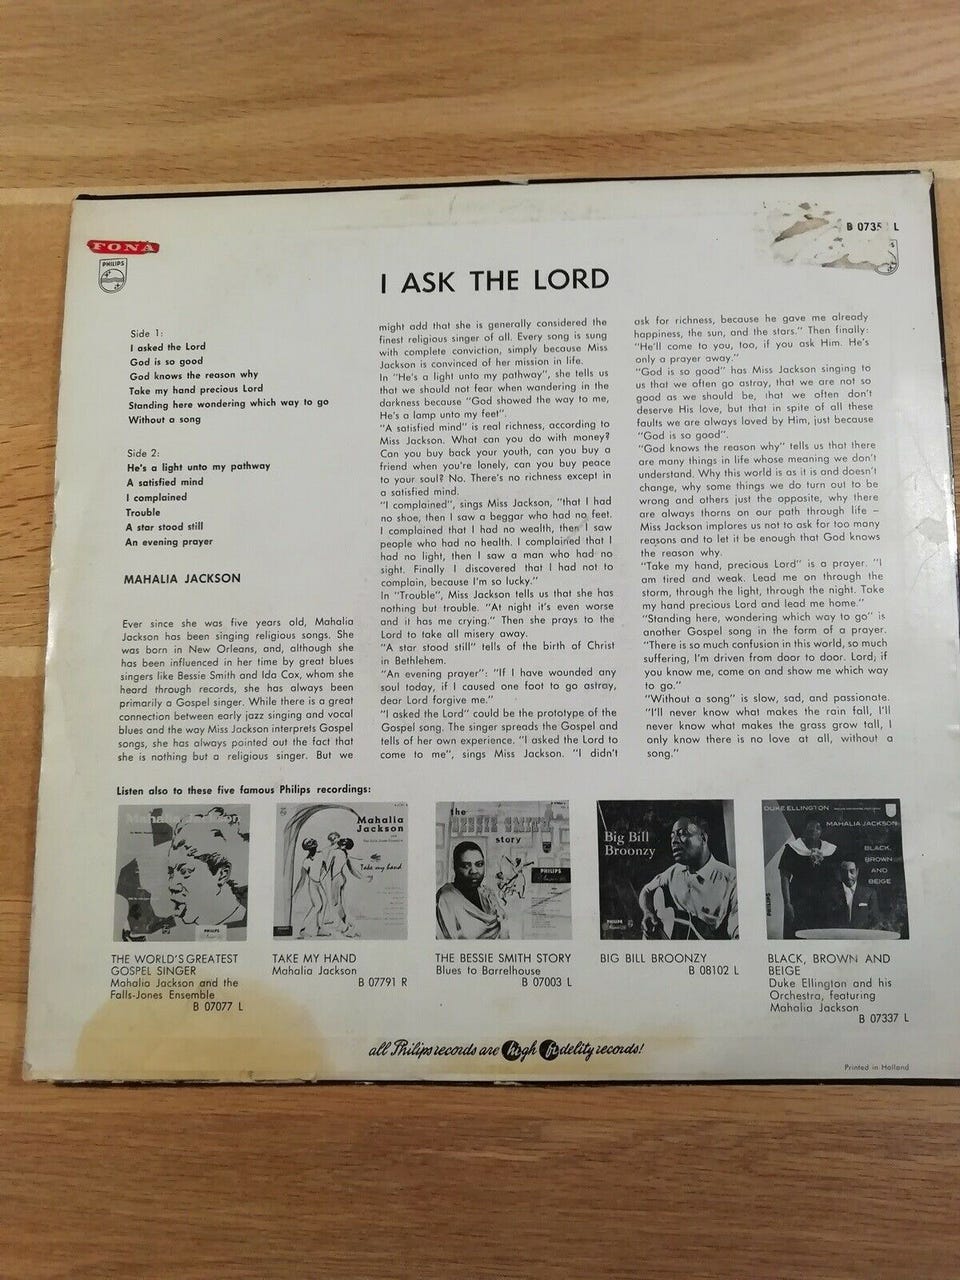 FONA
PHILIPS
B 0735 L
I ASK THE LORD
Side 1:
I asked the Lord
God is so good
God knows the reason why
Take my hand precious Lord
Standing here wondering which way to go
Without a song
Side 2:
He's a light unto my pathway
A satisfied mind
I complained
Trouble
A star stood still
An evening prayer
MAHALIA JACKSON
Ever since she was five years old, Mahalia
Jackson has been singing religious songs. She
was born in New Orleans, and, although she
has been influenced in her time by great blues
singers like Bessie Smith and Ida Cox, whom she
heard through records, she has always been
primarily a Gospel singer. While there is a great
connection between early jazz singing and vocal
blues and the way Miss Jackson interprets Gospel
songs, she has always pointed out the fact that
she is nothing but a religious singer. But we
might add that she is generally considered the
finest religious singer of all. Every song is sung
with complete conviction, simply because Miss
Jackson is convinced of her mission in life.
In "He's a light unto my pathway", she tells us
that we should not fear when wandering in the
darkness because "God showed the way to me,
He's a lamp unto my feet".
"A satisfied mind" is real richness, according to
Miss Jackson. What can you do with money?
Can you buy back your youth, can you buy a
friend when you're lonely, can you buy peace
to your soul? No. There's no richness except in
a satisfied mind.
"I complained", sings Miss Jackson, "that I had
no shoe, then I saw a beggar who had no feet.
I complained that I had no wealth, then I saw
people who had no health. I complained that I
had no light, then I saw a man who had no
sight. Finally I discovered that I had not to
complain, because I'm so lucky."
In "Trouble", Miss Jackson tells us that she has
nothing but trouble. "At night it's even worse
and it has me crying." Then she prays to the
Lord to take all misery away.
"A star stood still" tells of the birth of Christ
in Bethlehem.
"An evening prayer": "If I have wounded any
soul today, if I caused one foot to go astray,
dear Lord forgive me."
"I asked the Lord" could be the prototype of the
Gospel song. The singer spreads the Gospel and
tells of her own experience. "I asked the Lord to
come to me", sings Miss Jackson. "I didn't
ask for richness, because he gave me already
happiness, the sun, and the stars." Then finally:
"He'll come to you, too, if you ask Him. He's
only a prayer away."
"God is so good" has Miss Jackson singing to
us that we often go astray, that we are not so
good as we should be, that we often don't
deserve His love, but that in spite of all these
faults we are always loved by Him, just because
"God is so good".
"God knows the reason why" tells us that there
are many things in life whose meaning we don't
understand. Why this world is as it is and doesn't
change, why some things we do turn out to be
wrong and others just the opposite, why there
are always thorns on our path through life –
Miss Jackson implores us not to ask for too many
reasons and to let it be enough that God knows
the reason why.
"Take my hand, precious Lord" is a prayer. "I
am tired and weak. Lead me on through the
storm, through the light, through the night. Take
my hand precious Lord and lead me home."
"Standing here, wondering which way to go" is
another Gospel song in the form of a prayer.
"There is so much confusion in this world, so much
suffering, I'm driven from door to door. Lord, if
you know me, come on and show me which way
to go."
"Without a song" is slow, sad, and passionate.
"I'll never know what makes the rain fall, I'll
never know what makes the grass grow tall, I
only know there is no love at all, without a
song."
Listen also to these five famous Philips recordings:
Mahalia Jackson
PHILIPS
Mahalia
Jackson
Take my hand
the
BESSIE SMITH
story
PHILIPS
Big Bill
Broonzy
PHILIPS
DUKE ELLINGTON
MAHALIA JACKSON
BLACK,
BROWN
AND
BEIGE
PHILIPS
THE WORLD'S GREATEST
GOSPEL SINGER
Mahalia Jackson and the
Falls-Jones Ensemble
B 07077 L
TAKE MY HAND
Mahalia Jackson
B 07791 R
THE BESSIE SMITH STORY
Blues to Barrelhouse
B 07003 L
BIG BILL BROONZY
B 08102 L
BLACK, BROWN AND
BEIGE
Duke Ellington and his
Orchestra, featuring
Mahalia Jackson
B 07337 L
all Philips records are high fidelity records!
Printed in Holland